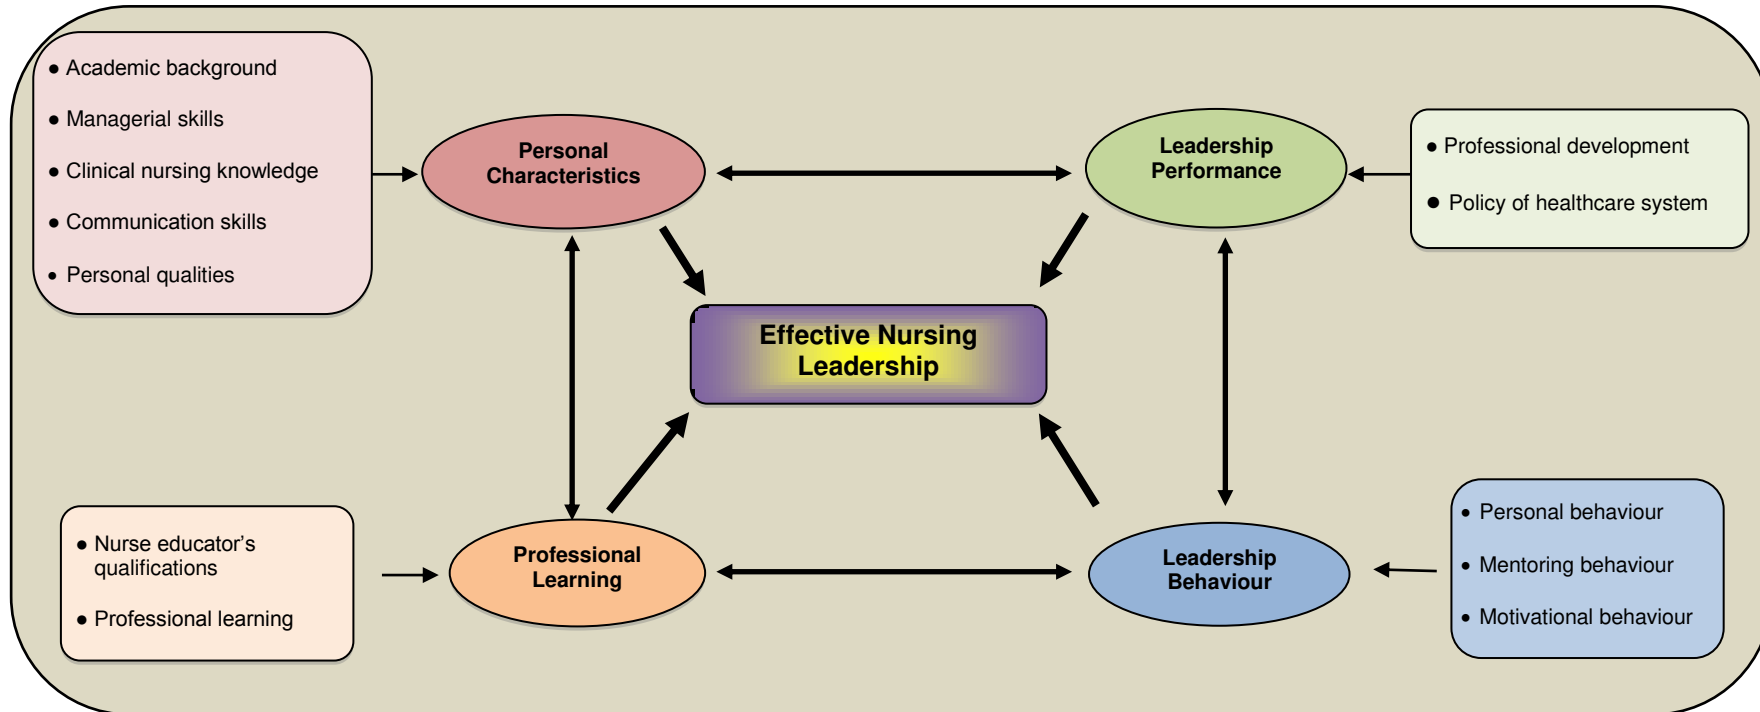 ● Academic background
● Managerial skills
● Clinical nursing knowledge
● Communication skills
● Personal qualities
Personal
Characteristics
Leadership
Performance
● Professional development
● Policy of healthcare system
Effective Nursing
Leadership
● Nurse educator’s
qualifications
● Professional learning
Professional
Learning
Leadership
Behaviour
● Personal behaviour
● Mentoring behaviour
● Motivational behaviour